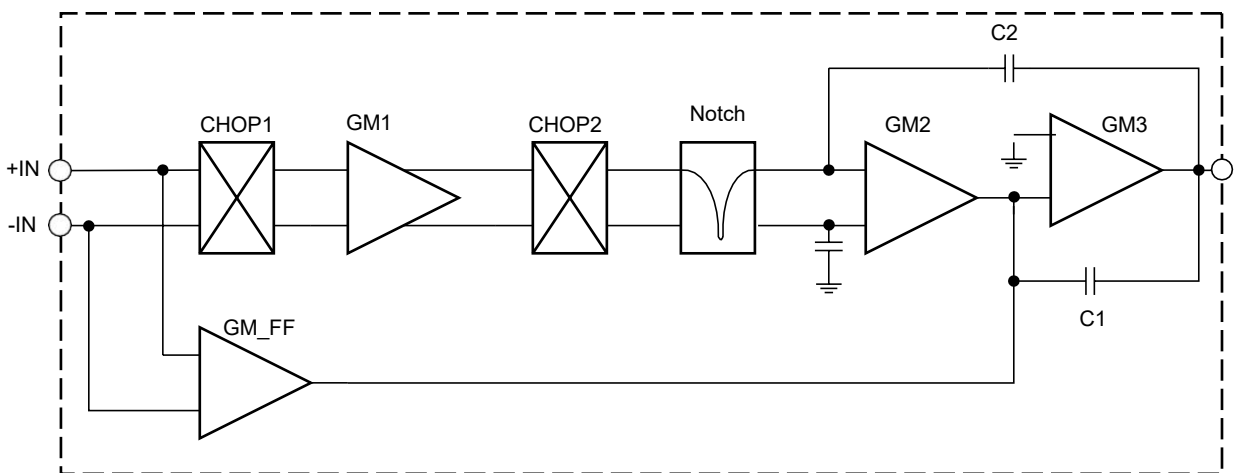 C2
CHOP1
GM1
CHOP2
Notch
GM2
GM3
+IN
-IN
C1
GM_FF